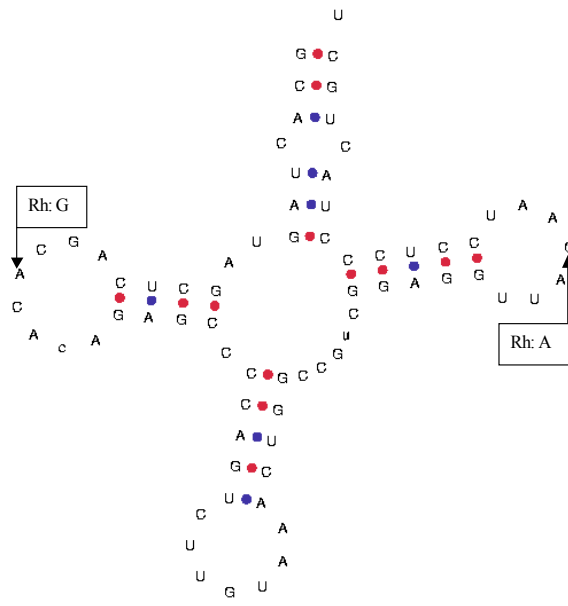 U
G C
C G
A U
C C
U A
Rh: G
A U
U A A
C G A U G C C C U C C
A A
C U C G G G A G G A
C G A G C G U U
A c A C C u
C G Rh: A
C G C C
C G
A U
G C
U A
C A
U A
U G U